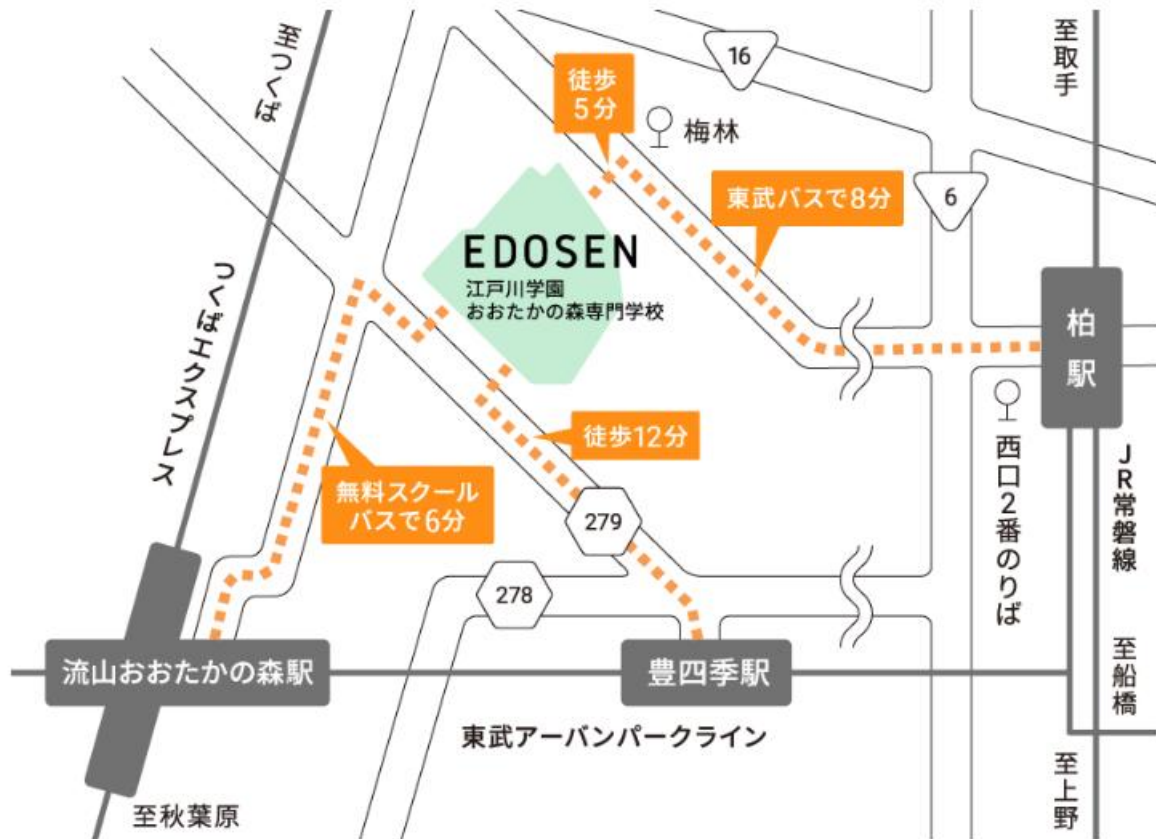 至つくば
16
至取手
徒歩
5分
梅林
東武バスで8分
6
EDOSEN
江戸川学園
おおたかの森専門学校
つくばエクスプレス
柏駅
徒歩12分
無料スクール
バスで6分
西口2番のりば
JR常磐線
279
278
流山おおたかの森駅
豊四季駅
至船橋
東武アーバンパークライン
至秋葉原
至上野